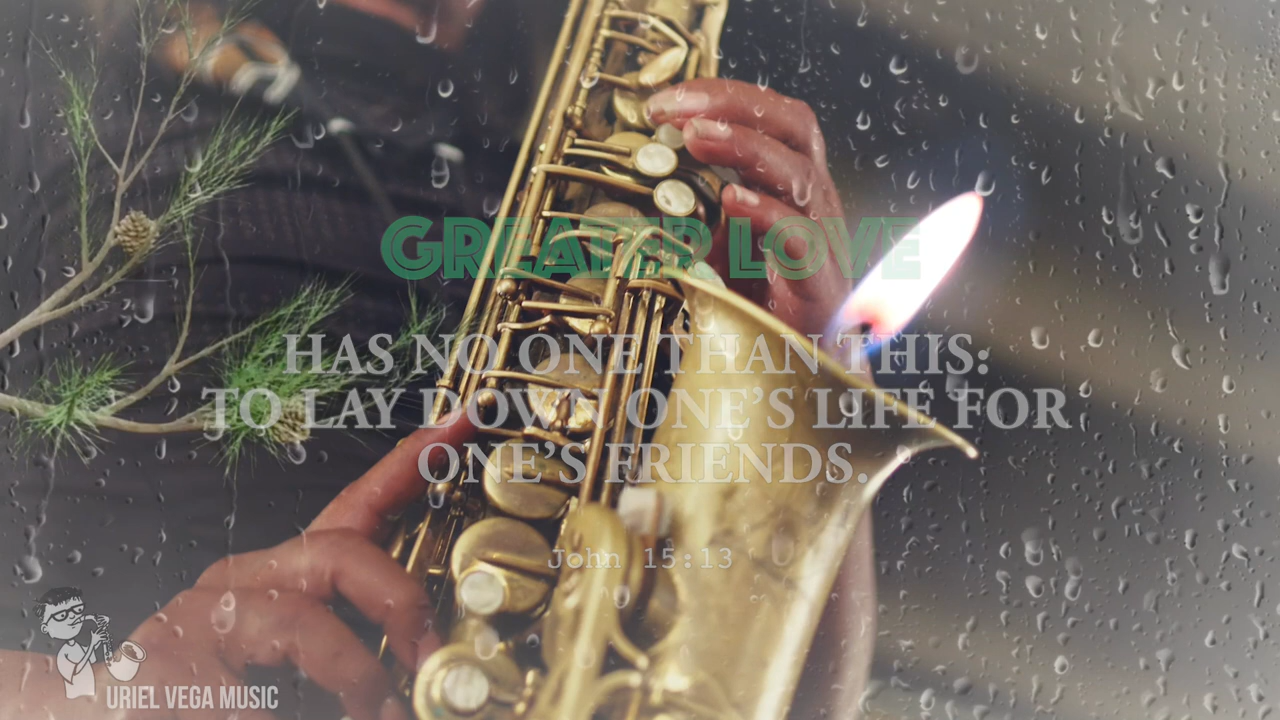 GREATER LOVE
HAS NO ONE THAN THIS:
TO LAY DOWN ONE'S LIFE FOR
ONE'S FRIENDS.
John 15:13
URIEL VEGA MUSIC